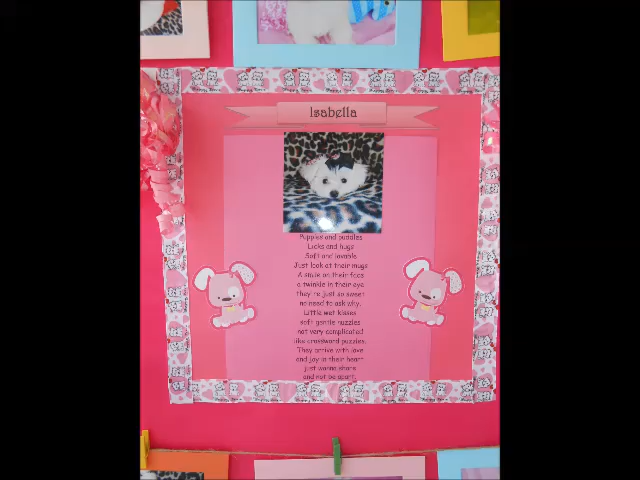 Isabella
Puppies and puddles
Licks and hugs
Soft and lovable
Just look at their mugs
A smile on their face
a twinkle in their eye
they're just so sweet
no need to ask why.
Little wet kisses
soft gentle nuzzles
not very complicated
like crossword puzzles.
They arrive with love
and joy in their heart
just wanna share
and not be apart.